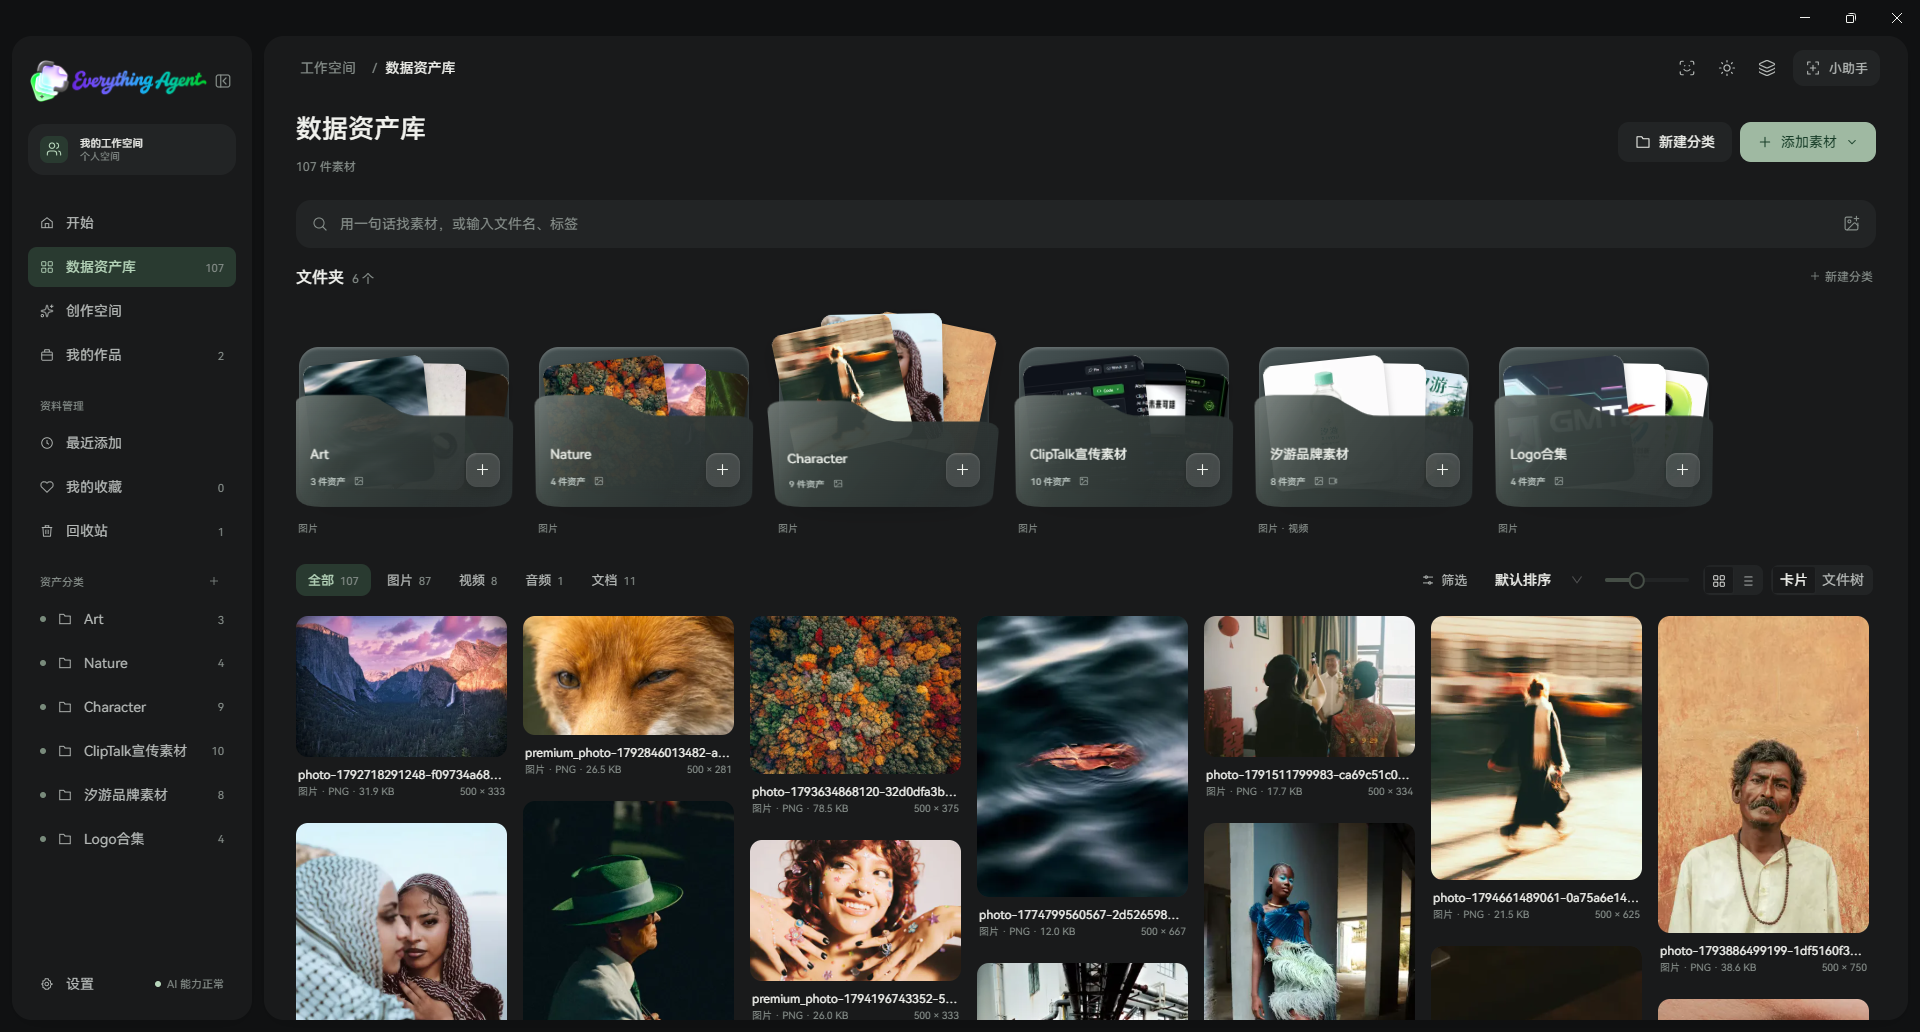 Everything Agent
我的工作空间
个人空间
开始
数据资产库 107
创作空间
我的作品 2
资料管理
最近添加
我的收藏 0
回收站 1
资产分类 +
Art 3
Nature 4
Character 9
ClipTalk宣传素材 10
汐游品牌素材 8
Logo合集 4
设置 AI 能力正常
工作空间 / 数据资产库
小助手
数据资产库
107 件素材
新建分类
+ 添加素材
用一句话找素材，或输入文件名、标签
文件夹 6 个
+ 新建分类
Art
3 件资产
图片
Nature
4 件资产
图片
Character
9 件资产
图片
Code
未来可期
ClipTalk宣传素材
10 件资产
图片
汐游品牌素材
8 件资产
图片 · 视频
GMT
Logo合集
4 件资产
图片
全部 107 图片 87 视频 8 音频 1 文档 11
筛选 默认排序 卡片 文件树
photo-1792718291248-f09734a68...
图片 · PNG · 31.9 KB 500 × 333
premium_photo-1792846013482-a...
图片 · PNG · 26.5 KB 500 × 281
photo-1793634868120-32d0dfa3b...
图片 · PNG · 78.5 KB 500 × 375
premium_photo-1794196743352-5...
图片 · PNG · 26.0 KB 500 × 333
photo-1774799560567-2d526598...
图片 · PNG · 12.0 KB 500 × 667
photo-1791511799983-ca69c51c0...
图片 · PNG · 17.7 KB 500 × 334
photo-1794661489061-0a75a6e14...
图片 · PNG · 21.5 KB 500 × 625
photo-1793886499199-1df5160f3...
图片 · PNG · 38.6 KB 500 × 750